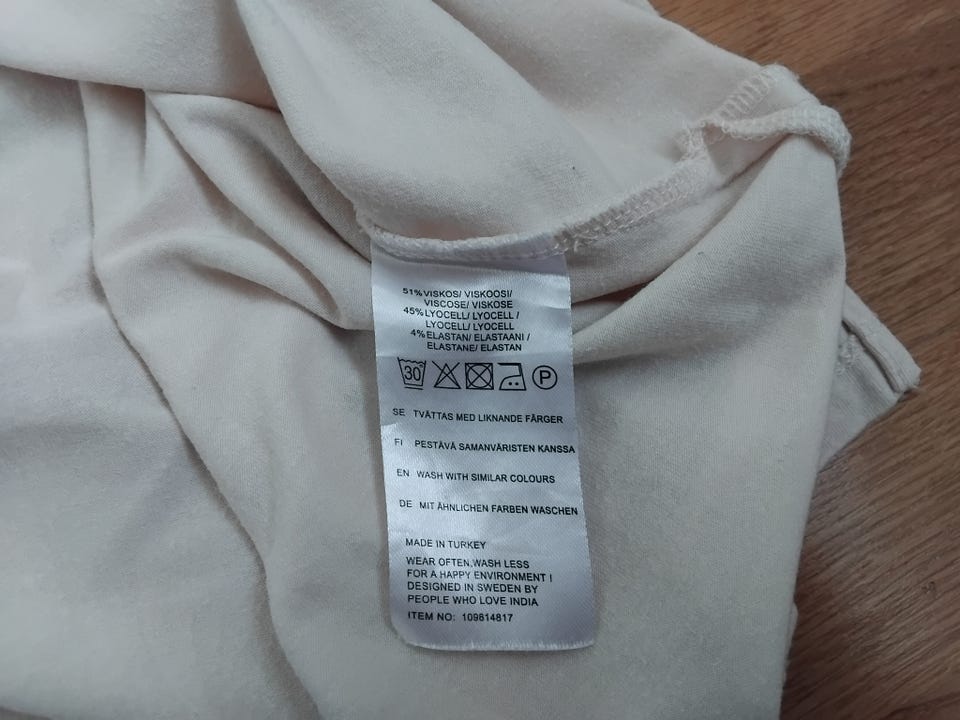 51% VISKOS/ VISKOOSI/
VISCOSE/ VISKOSE
45% LYOCELL/ LYOCELL /
LYOCELL/ LYOCELL
4% ELASTAN/ ELASTAANI /
ELASTANE/ ELASTAN
30 P
SE TVÄTTAS MED LIKNANDE FÄRGER
FI PESTÄVÄ SAMANVÄRISTEN KANSSA
EN WASH WITH SIMILAR COLOURS
DE MIT ÄHNLICHEN FARBEN WASCHEN
MADE IN TURKEY
WEAR OFTEN,WASH LESS
FOR A HAPPY ENVIRONMENT !
DESIGNED IN SWEDEN BY
PEOPLE WHO LOVE INDIA
ITEM NO: 109814817